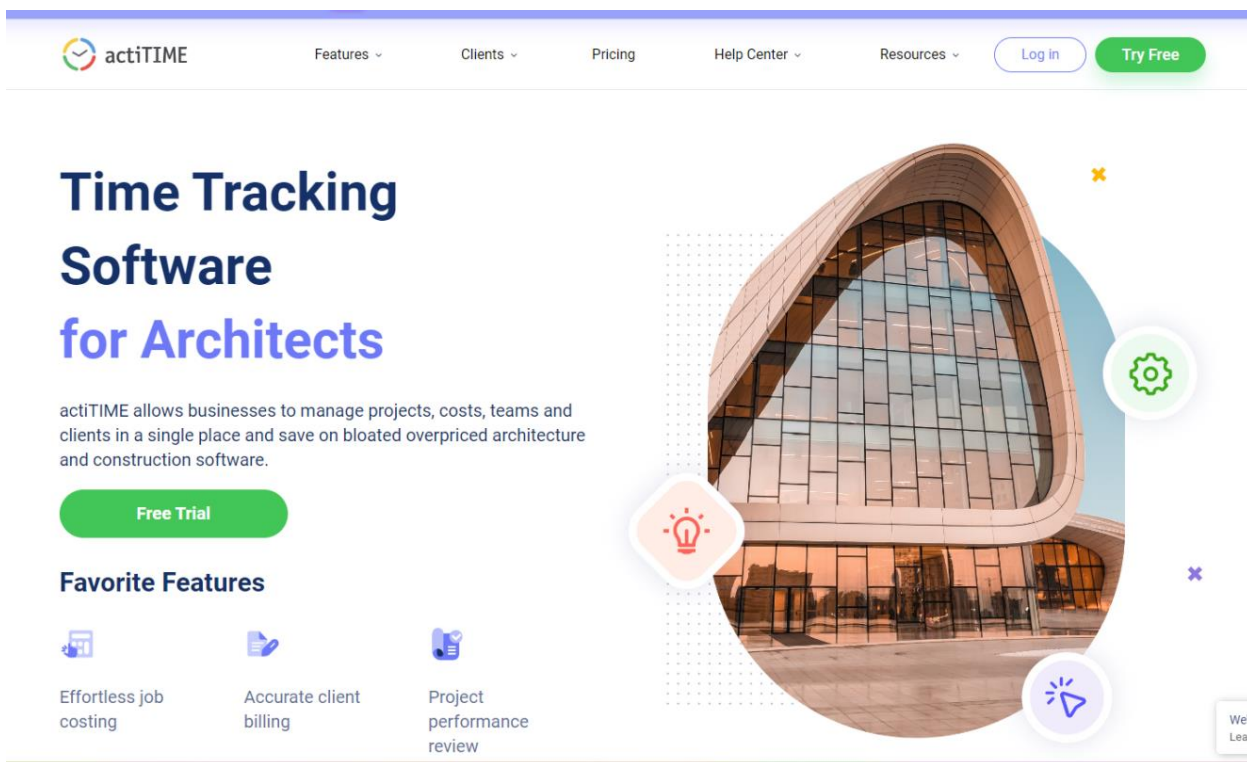 actiTIME
Features
Clients
Pricing
Help Center
Resources
Log in
Try Free
Time Tracking
Software
for Architects
actiTIME allows businesses to manage projects, costs, teams and
clients in a single place and save on bloated overpriced architecture
and construction software.
Free Trial
Favorite Features
Effortless job
costing
Accurate client
billing
Project
performance
review
We
Lea